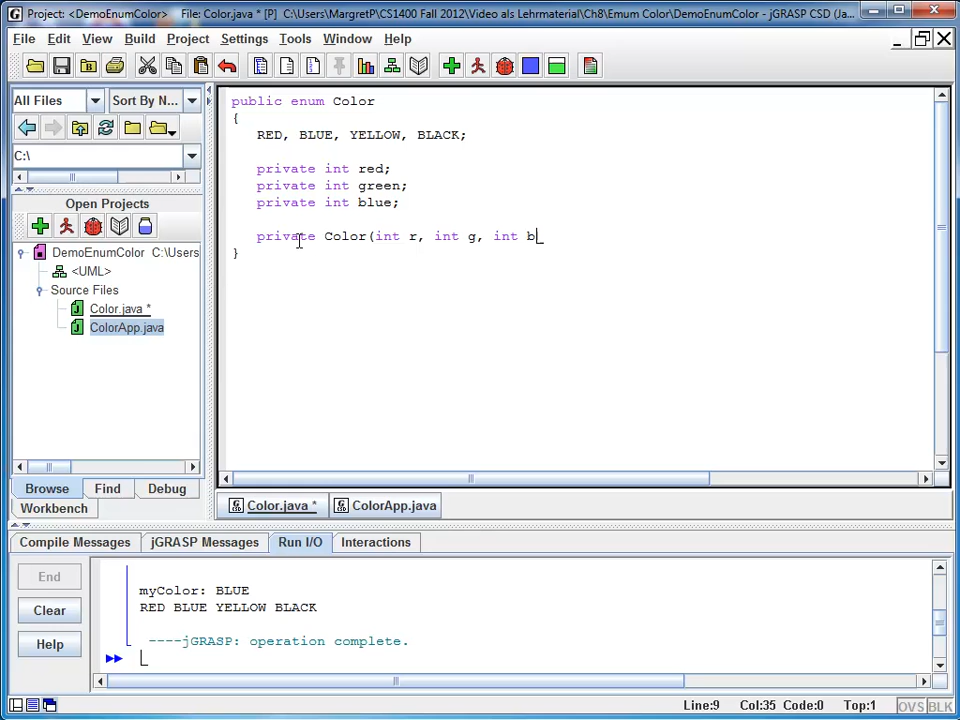 Project: <DemoEnumColor>  File: Color.java * [P]  C:\Users\MargretP\CS1400 Fall 2012\Video als Lehrmaterial\Ch8\Emum Color\DemoEnumColor - jGRASP CSD (Ja...
File Edit View Build Project Settings Tools Window Help
All Files Sort By N...
C:\
Open Projects
DemoEnumColor C:\Users
<UML>
Source Files
Color.java *
ColorApp.java
Browse Find Debug
Workbench
public enum Color
{
RED, BLUE, YELLOW, BLACK;
private int red;
private int green;
private int blue;
private Color(int r, int g, int b
}
Color.java * ColorApp.java
Compile Messages jGRASP Messages Run I/O Interactions
End
Clear
Help
myColor: BLUE
RED BLUE YELLOW BLACK
----jGRASP: operation complete.
Line:9 Col:35 Code:0 Top:1 OVS BLK